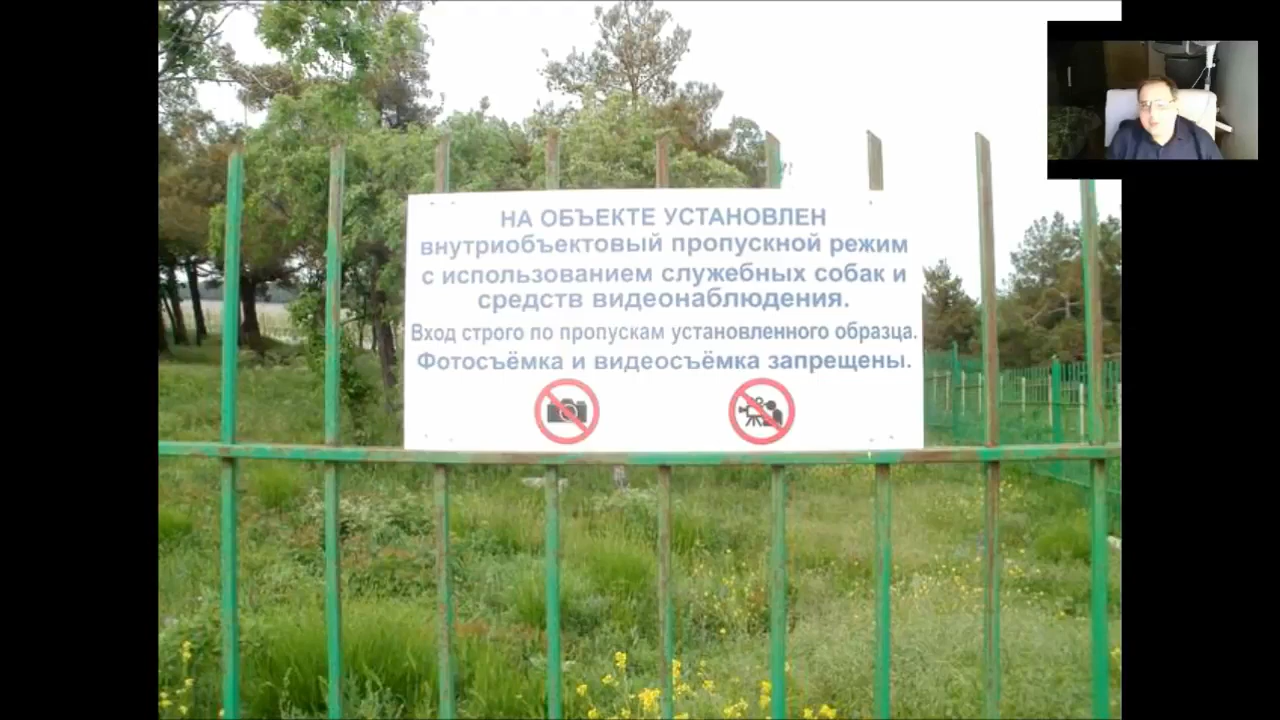 НА ОБЪЕКТЕ УСТАНОВЛЕН
внутриобъектовый пропускной режим
с использованием служебных собак и
средств видеонаблюдения.
Вход строго по пропускам установленного образца.
Фотосъёмка и видеосъёмка запрещены.